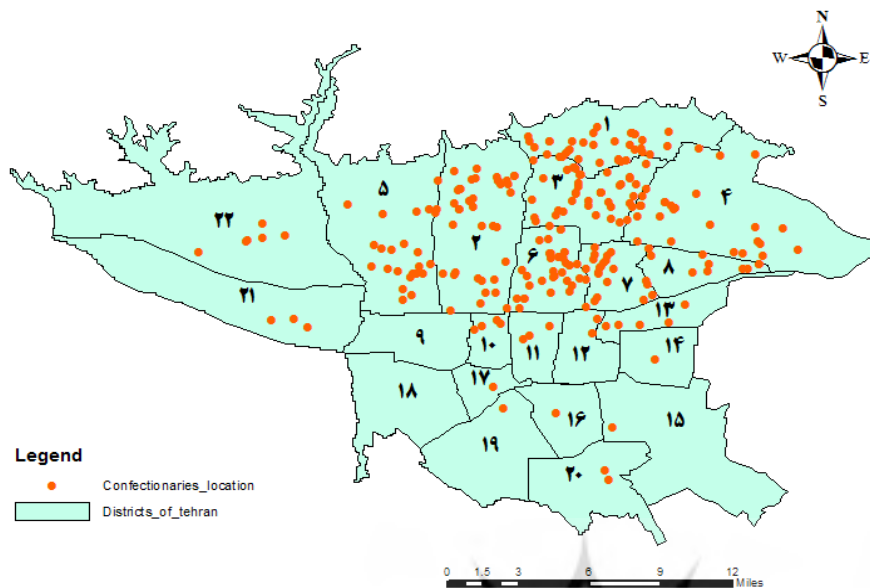 N
W E
S
۱
۳
۴
۵
۲۲
۲
۶
۸
۷
۲۱
۱۳
۹
۱۰
۱۱
۱۲
۱۴
۱۷
۱۸
۱۶
۱۵
۱۹
۲۰
Legend
Confectionaries_location
Districts_of_tehran
0 1.5 3 6 9 12
Miles